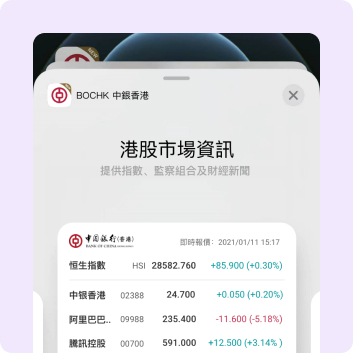 BOCHK 中銀香港
港股市場資訊
提供指數、監察組合及財經新聞
中國銀行(香港)
BANK OF CHINA (HONG KONG)
即時報價: 2021/01/11 15:17
恒生指數 HSI 28582.760 +85.900 (+0.30%)
中銀香港 02388 24.700 +0.050 (+0.20%)
阿里巴巴.. 09988 235.400 -11.600 (-5.18%)
騰訊控股 00700 591.000 +12.500 (+3.14% )